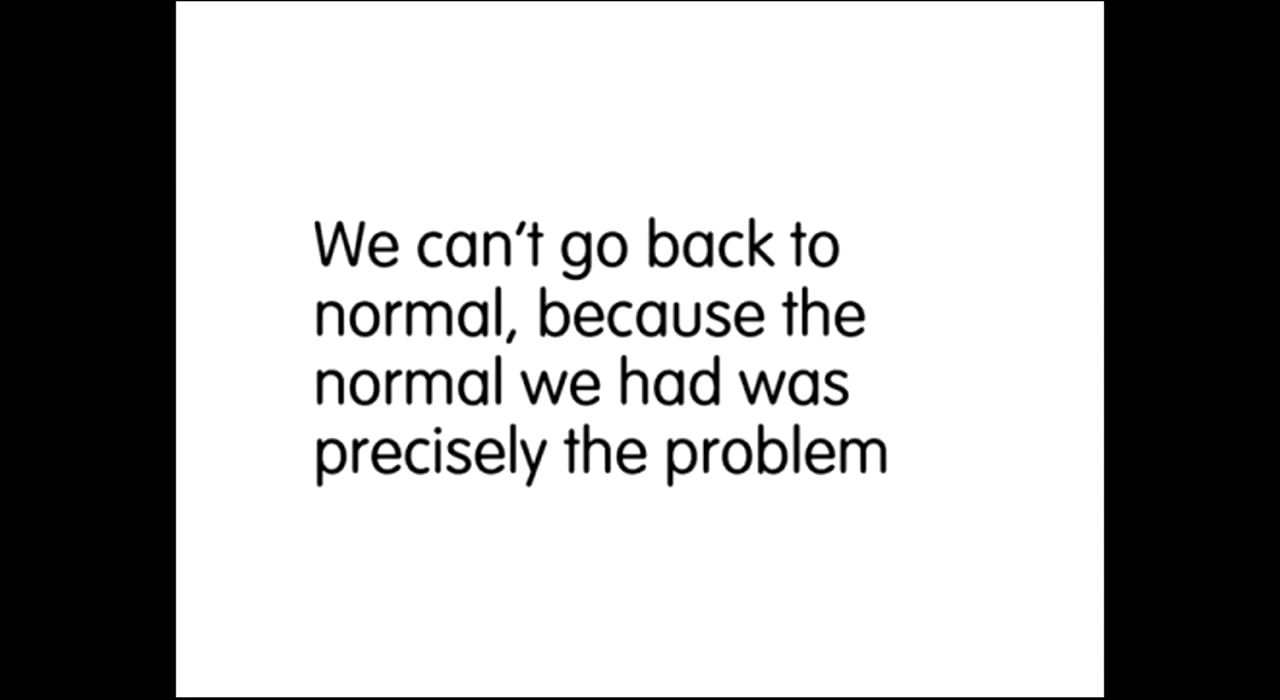 We can't go back to
normal, because the
normal we had was
precisely the problem